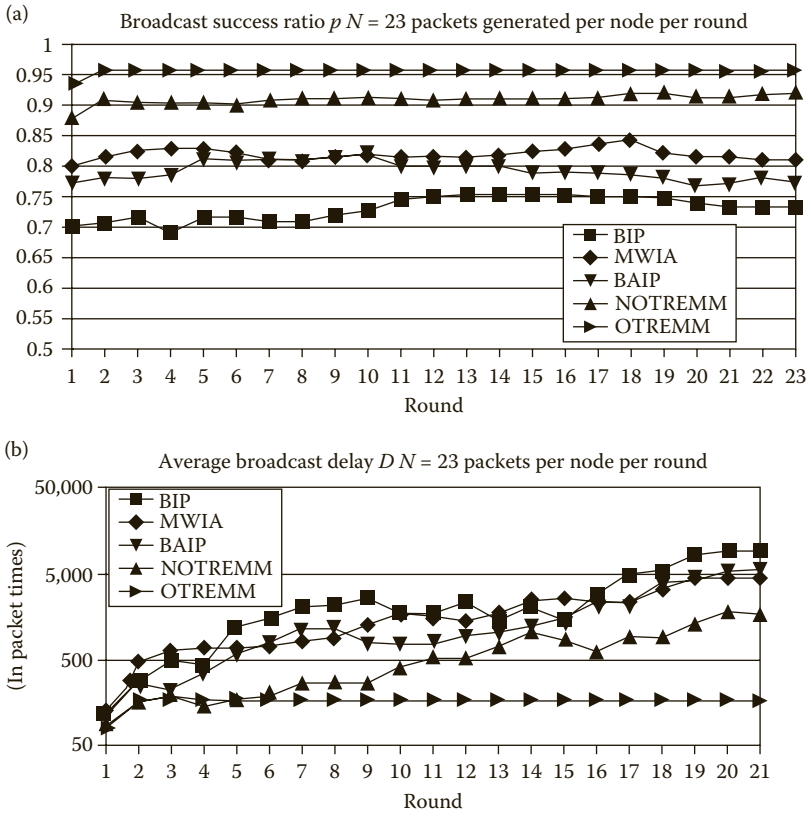 (a)
Broadcast success ratio p N = 23 packets generated per node per round
1
0.95
0.9
0.85
0.8
0.75
0.7
0.65
0.6
0.55
0.5
BIP
MWIA
BAIP
NOTREMM
OTREMM
1 2 3 4 5 6 7 8 9 10 11 12 13 14 15 16 17 18 19 20 21 22 23
Round
(b)
Average broadcast delay D N = 23 packets per node per round
50,000
5,000
500
50
(In packet times)
BIP
MWIA
BAIP
NOTREMM
OTREMM
1 2 3 4 5 6 7 8 9 10 11 12 13 14 15 16 17 18 19 20 21
Round